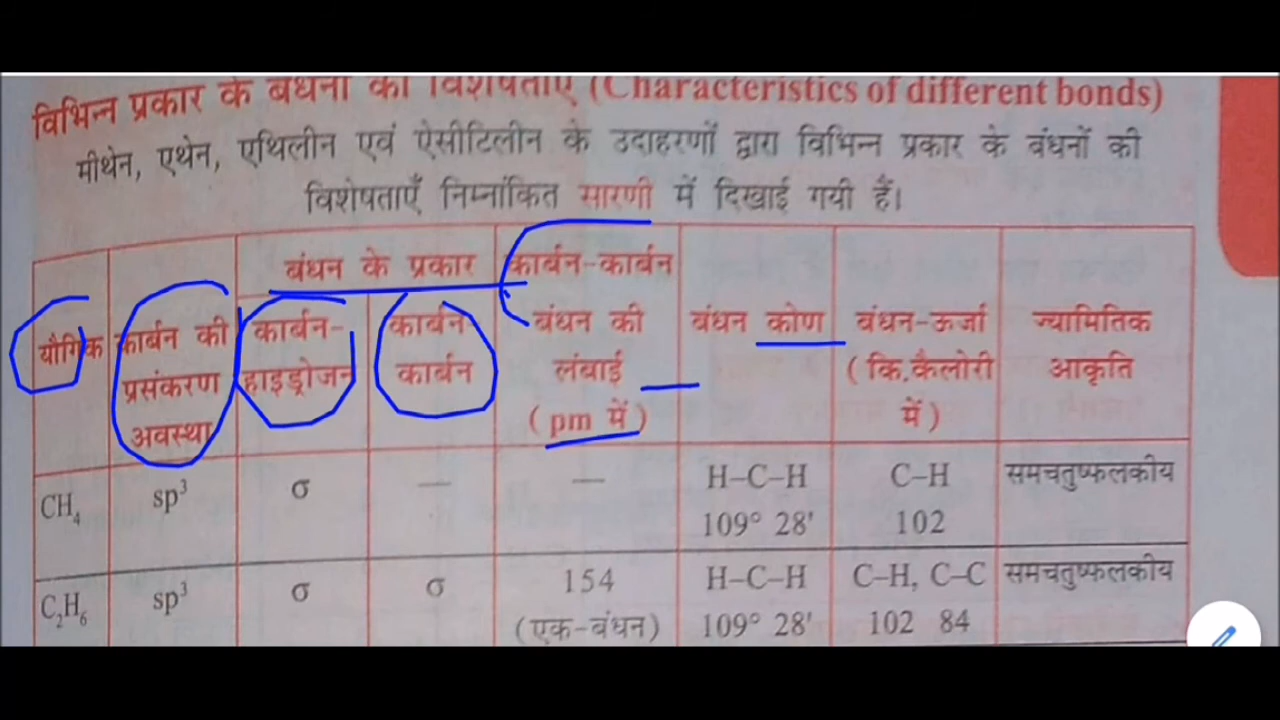 विभिन्न प्रकार के बंधनों की विशेषताएँ (Characteristics of different bonds)
मीथेन, एथेन, एथिलीन एवं ऐसीटिलीन के उदाहरणों द्वारा विभिन्न प्रकार के बंधनों की
विशेषताएँ निम्नांकित सारणी में दिखाई गयी हैं।
यौगिक
कार्बन की
प्रसंकरण
अवस्था
बंधन के प्रकार
कार्बन-
हाइड्रोजन
कार्बन-
कार्बन
कार्बन-कार्बन
बंधन की
लंबाई
(pm में)
बंधन कोण
बंधन-ऊर्जा
(कि.कैलोरी
में)
ज्यामितिक
आकृति
CH₄ sp³ σ — — H–C–H C–H समचतुष्फलकीय
109° 28' 102
C₂H₆ sp³ σ σ 154 H–C–H C–H, C–C समचतुष्फलकीय
(एक-बंधन) 109° 28' 102 84